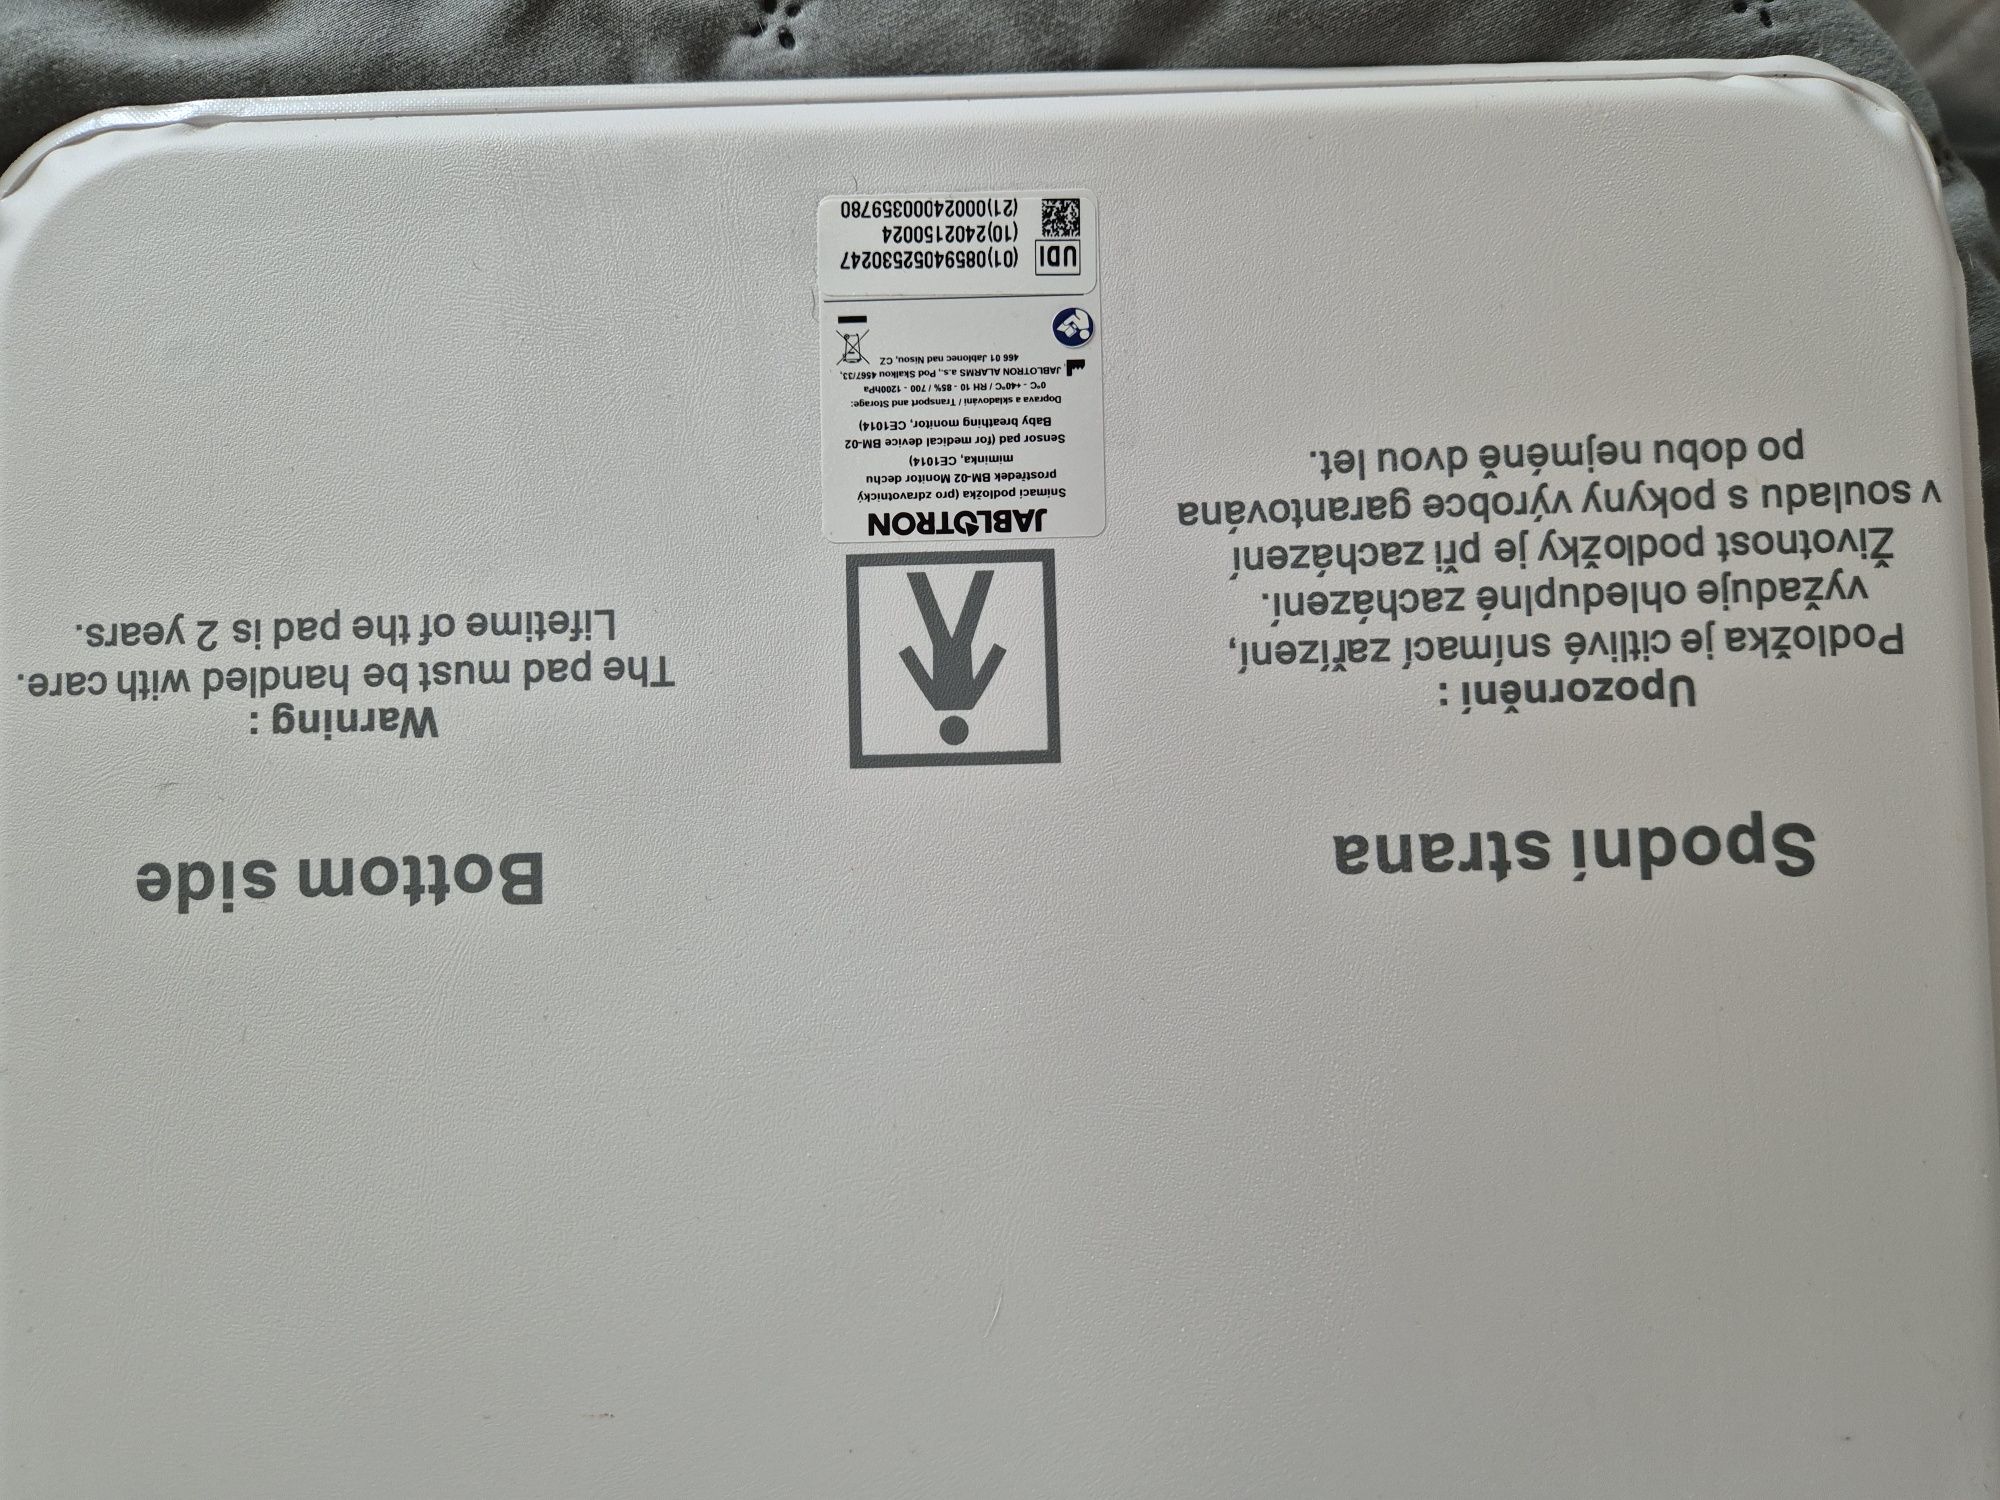 Spodní strana
Upozornění :
Podložka je citlivé snímací zařízení,
vyžaduje ohleduplné zacházení.
Životnost podložky je při zacházení
v souladu s pokyny výrobce garantována
po dobu nejméně dvou let.
Bottom side
Warning :
The pad must be handled with care.
Lifetime of the pad is 2 years.
JABLOTRON
Snímací podložka (pro zdravotnický
prostředek BM-02 Monitor dechu
miminka, CE1014)
Sensor pad (for medical device BM-02
Baby breathing monitor, CE1014)
Doprava a skladování / Transport and Storage:
0°C - +40°C / RH 10 - 85% / 700 - 1200hPa
JABLOTRON ALARMS a.s., Pod Skalkou 4567/33,
466 01 Jablonec nad Nisou, CZ
UDI
(01)08594052530247
(10)2402150024
(21)00024000359780